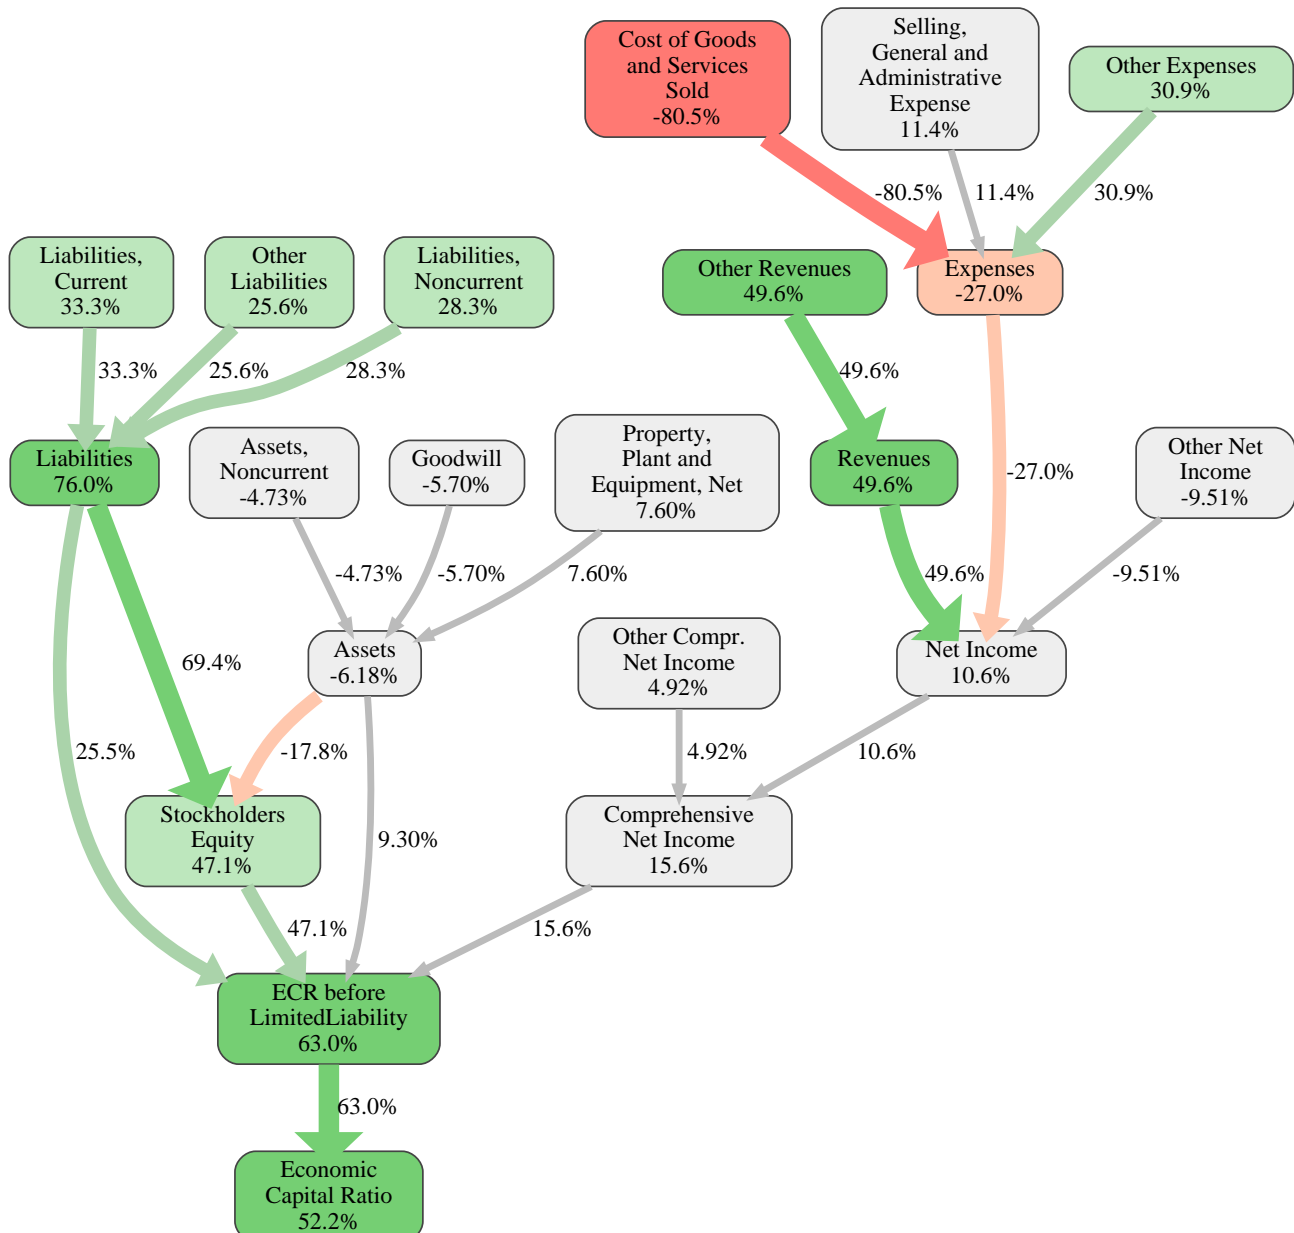 Cost of Goods
and Services
Sold
-80.5%
Selling,
General and
Administrative
Expense
11.4%
Other Expenses
30.9%
-80.5%
11.4%
30.9%
Liabilities,
Current
33.3%
Other
Liabilities
25.6%
Liabilities,
Noncurrent
28.3%
Other Revenues
49.6%
Expenses
-27.0%
33.3%
25.6%
28.3%
49.6%
Liabilities
76.0%
Assets,
Noncurrent
-4.73%
Goodwill
-5.70%
Property,
Plant and
Equipment, Net
7.60%
Revenues
49.6%
-27.0%
Other Net
Income
-9.51%
-4.73%
-5.70%
7.60%
49.6%
-9.51%
69.4%
Assets
-6.18%
Other Compr.
Net Income
4.92%
Net Income
10.6%
25.5%
-17.8%
4.92%
10.6%
Stockholders
Equity
47.1%
9.30%
Comprehensive
Net Income
15.6%
47.1%
15.6%
ECR before
LimitedLiability
63.0%
63.0%
Economic
Capital Ratio
52.2%